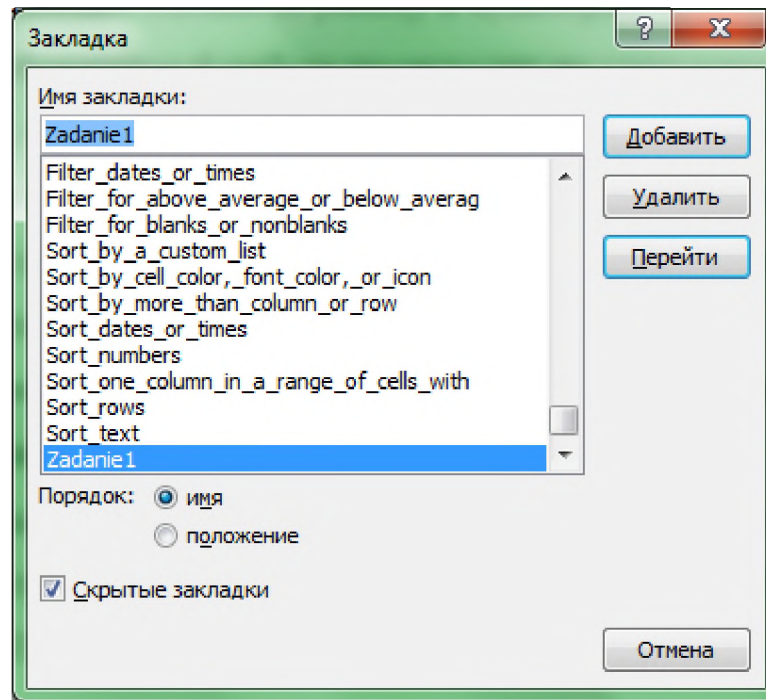 Закладка
Имя закладки:
Zadanie1
Добавить
Filter_dates_or_times
Filter_for_above_average_or_below_averag
Удалить
Filter_for_blanks_or_nonblanks
Sort_by_a_custom_list
Перейти
Sort_by_cell_color,_font_color,_or_icon
Sort_by_more_than_column_or_row
Sort_dates_or_times
Sort_numbers
Sort_one_column_in_a_range_of_cells_with
Sort_rows
Sort_text
Zadanie1
Порядок: имя
положение
Скрытые закладки
Отмена